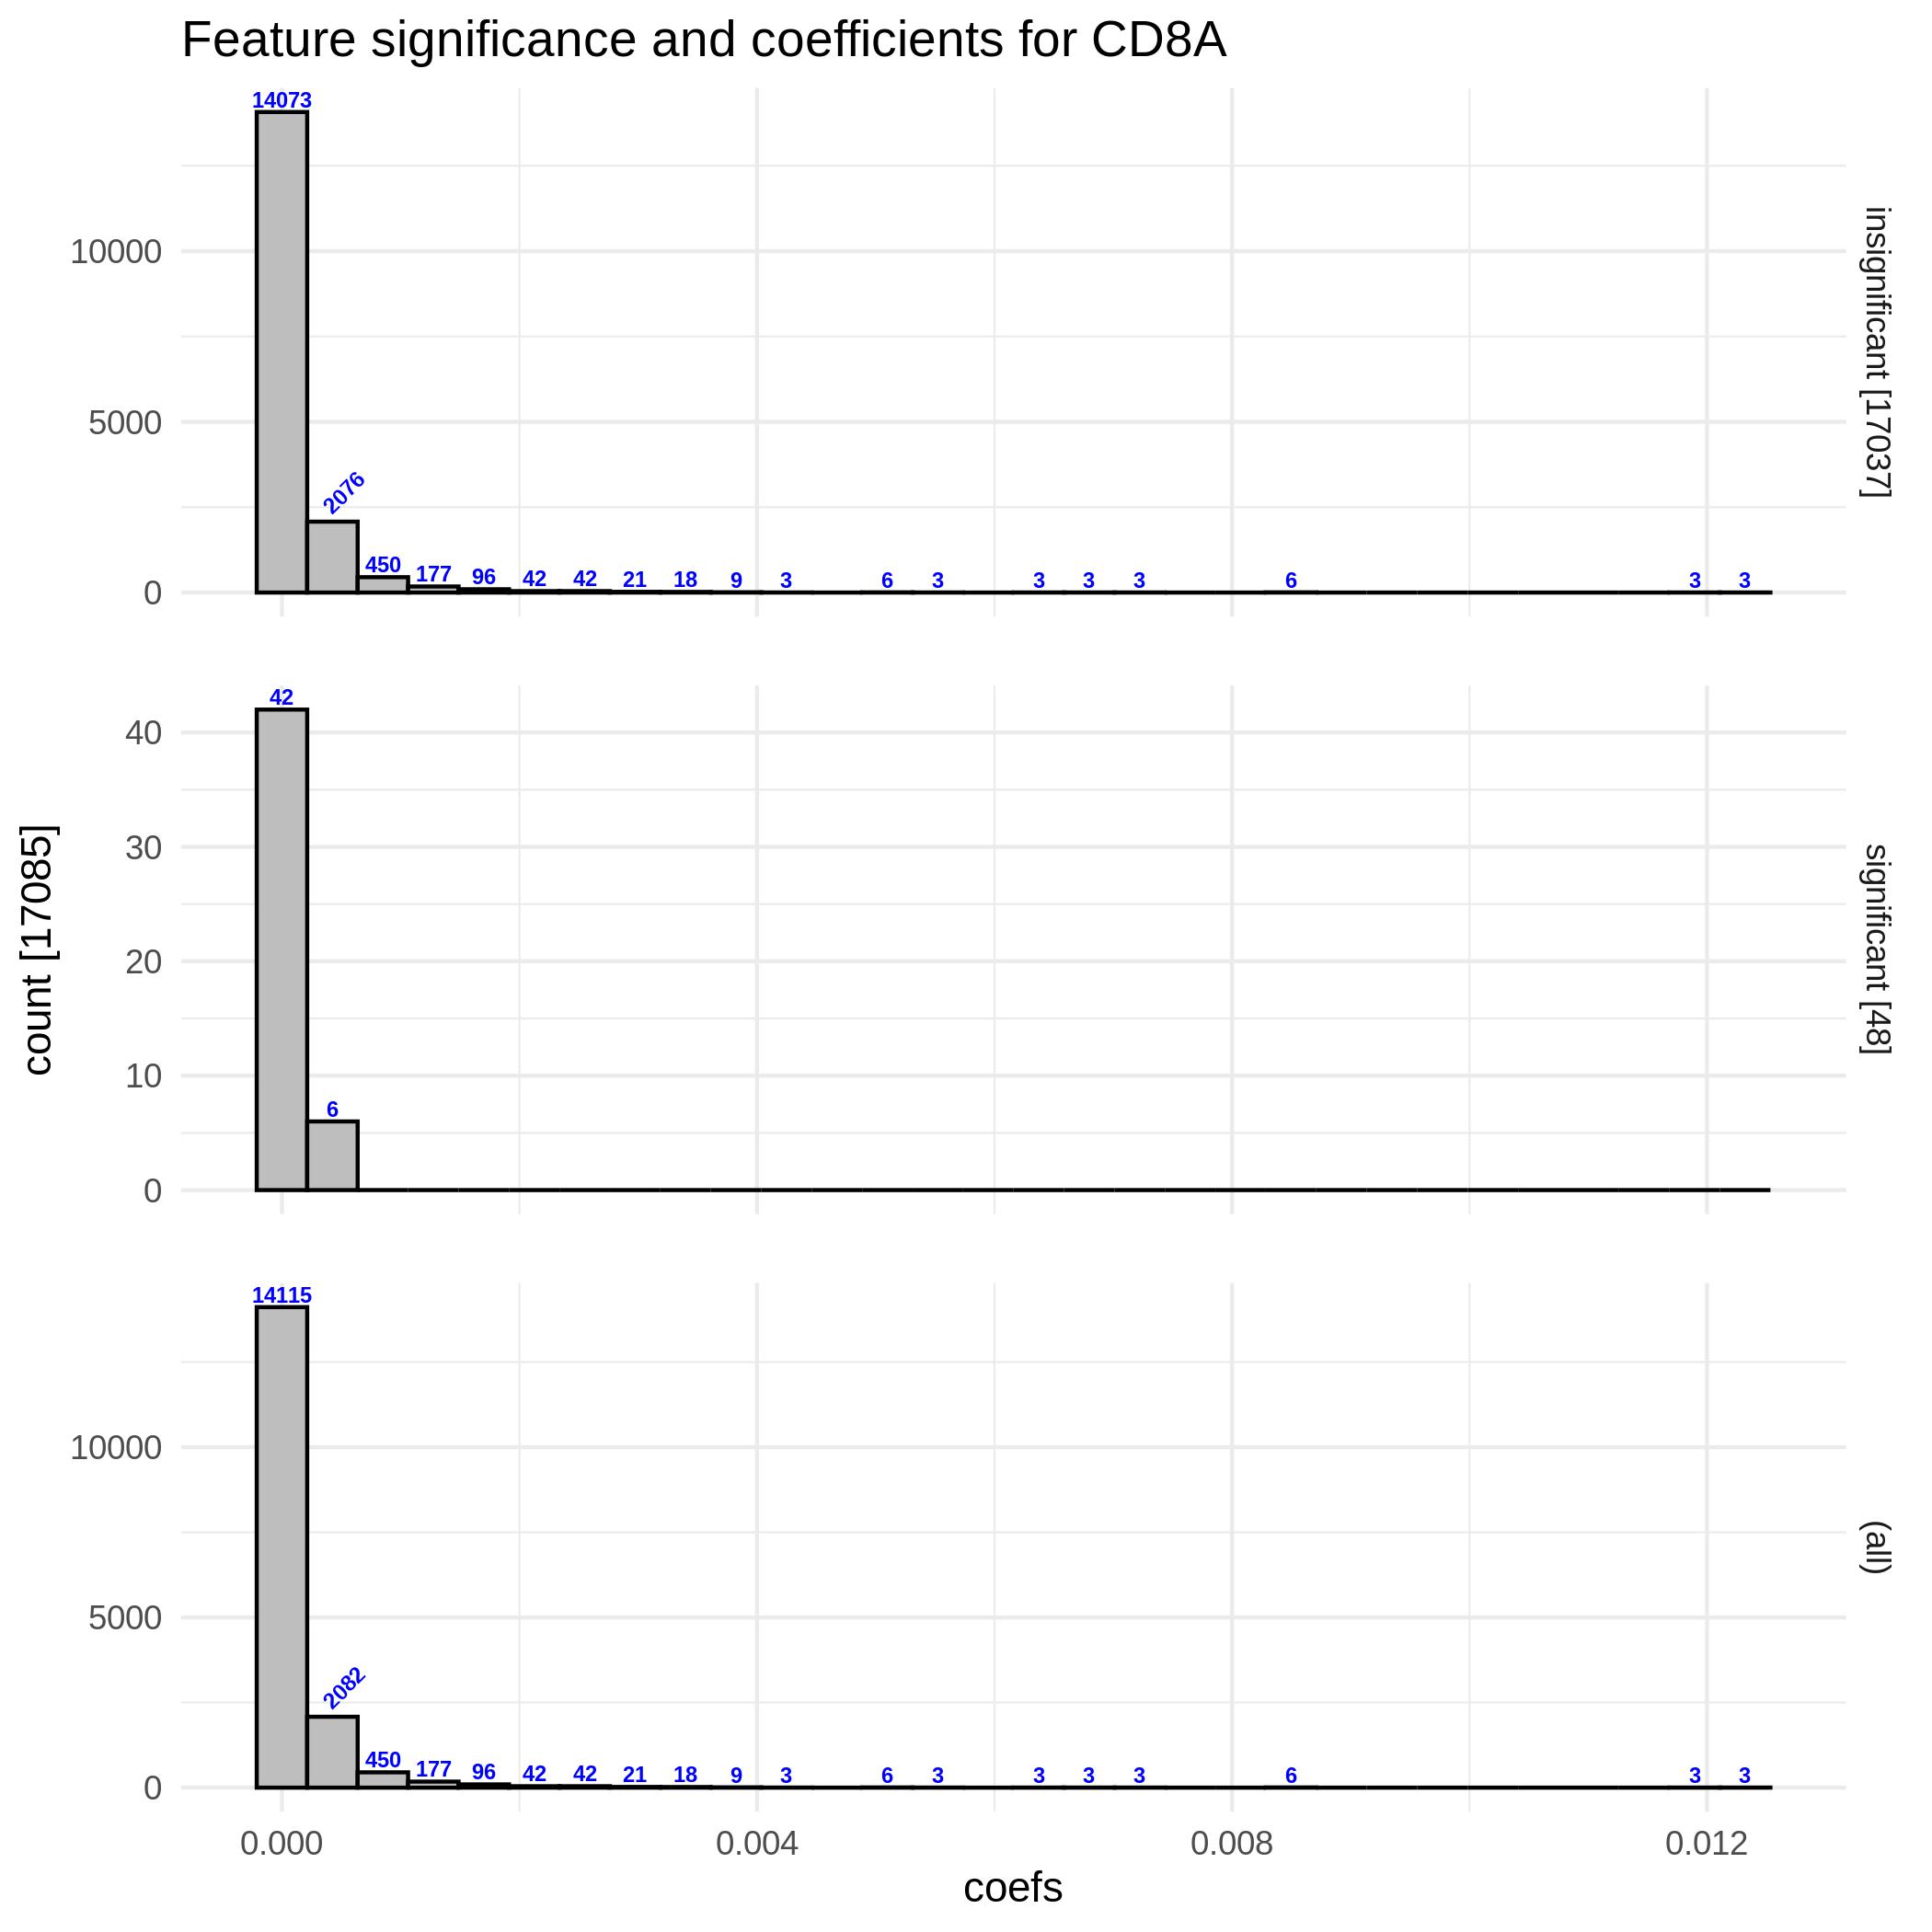 Feature significance and coefficients for CD8A
14073
10000
5000
0
2076
450 177 96 42 42 21 18 9 3 6 3 3 3 3 6 3 3
insignificant [17037]
42
40
30
20
10
0
6
significant [48]
count [17085]
14115
10000
5000
0
2082
450 177 96 42 42 21 18 9 3 6 3 3 3 3 6 3 3
(all)
0.000 0.004 0.008 0.012
coefs